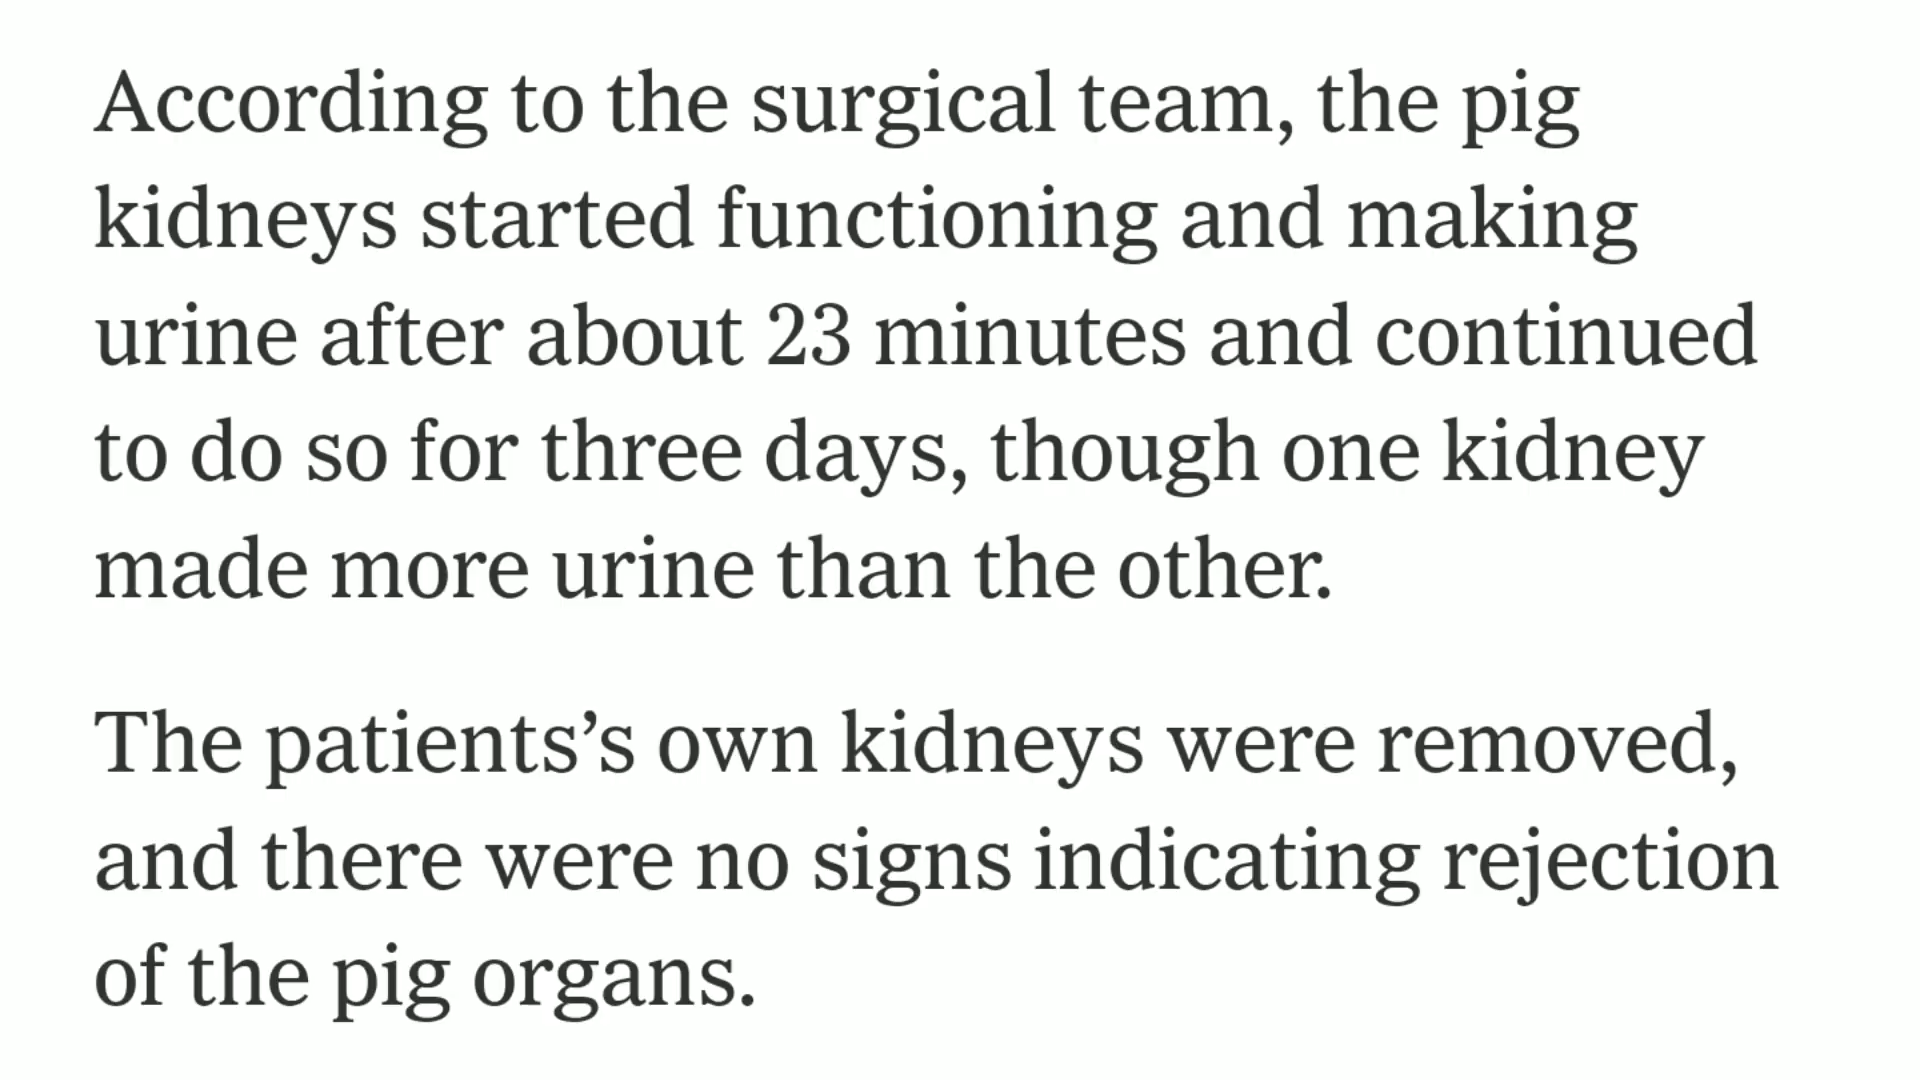 According to the surgical team, the pig
kidneys started functioning and making
urine after about 23 minutes and continued
to do so for three days, though one kidney
made more urine than the other.
The patients’s own kidneys were removed,
and there were no signs indicating rejection
of the pig organs.